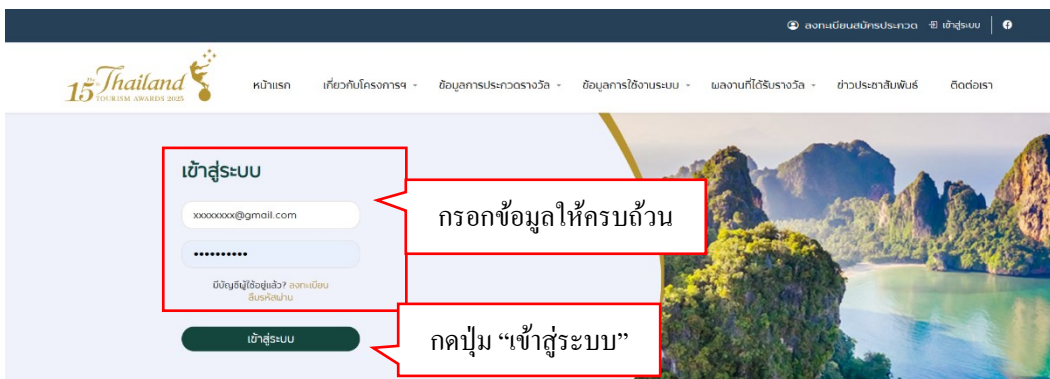 ลงทะเบียนสมัครประกวด เข้าสู่ระบบ
The 15th Thailand
TOURISM AWARDS 2025
หน้าแรก เกี่ยวกับโครงการฯ ข้อมูลการประกวดรางวัล ข้อมูลการใช้งานระบบ ผลงานที่ได้รับรางวัล ข่าวประชาสัมพันธ์ ติดต่อเรา
เข้าสู่ระบบ
xxxxxxxx@gmail.com
••••••••••
มีบัญชีผู้ใช้อยู่แล้ว? ลงทะเบียน
ลืมรหัสผ่าน
เข้าสู่ระบบ
กรอกข้อมูลให้ครบถ้วน
กดปุ่ม “เข้าสู่ระบบ”